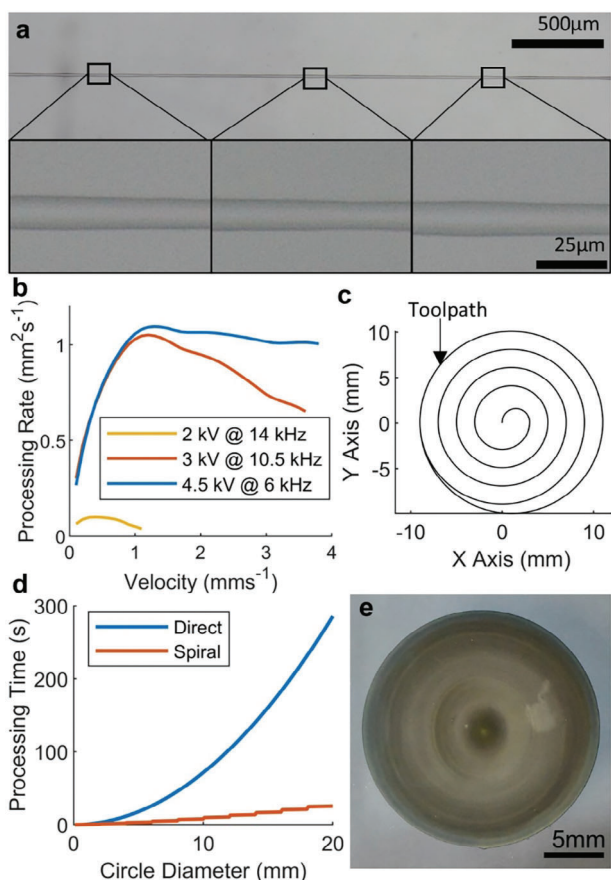 a
500μm
25μm
b
Processing Rate (mm²s⁻¹)
1
0.5
0
2 kV @ 14 kHz
3 kV @ 10.5 kHz
4.5 kV @ 6 kHz
0 1 2 3 4
Velocity (mms⁻¹)
c
Toolpath
Y Axis (mm)
10
5
0
-5
-10 0 10
X Axis (mm)
d
Processing Time (s)
300
200
100
0
Direct
Spiral
0 10 20
Circle Diameter (mm)
e
5mm